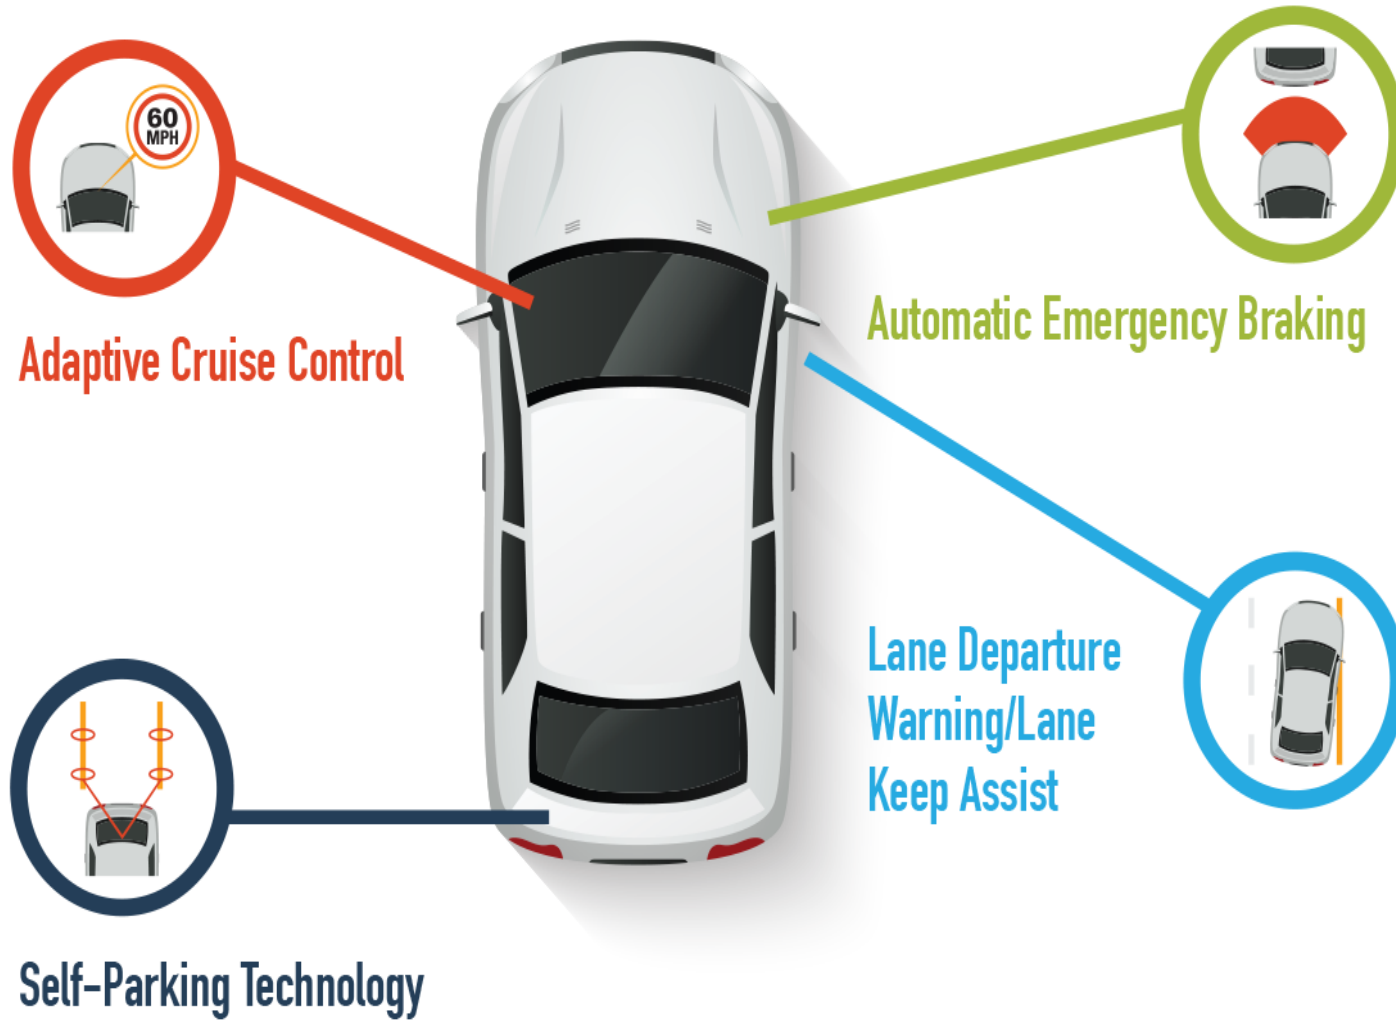 60
MPH
Adaptive Cruise Control
Automatic Emergency Braking
Lane Departure
Warning/Lane
Keep Assist
Self-Parking Technology